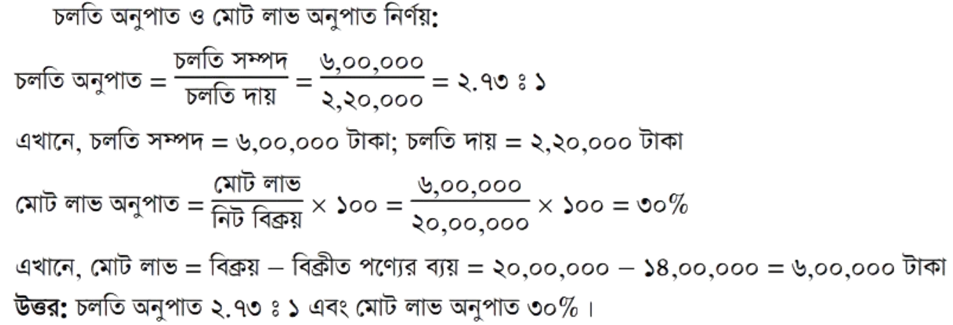 চলতি অনুপাত ও মোট লাভ অনুপাত নির্ণয়:
চলতি অনুপাত = চলতি সম্পদ / চলতি দায় = ৬,০০,০০০ / ২,২০,০০০ = ২.৭৩ ঃ ১
এখানে, চলতি সম্পদ = ৬,০০,০০০ টাকা; চলতি দায় = ২,২০,০০০ টাকা
মোট লাভ অনুপাত = মোট লাভ / নিট বিক্রয় × ১০০ = ৬,০০,০০০ / ২০,০০,০০০ × ১০০ = ৩০%
এখানে, মোট লাভ = বিক্রয় – বিক্রীত পণ্যের ব্যয় = ২০,০০,০০০ – ১৪,০০,০০০ = ৬,০০,০০০ টাকা
উত্তর: চলতি অনুপাত ২.৭৩ ঃ ১ এবং মোট লাভ অনুপাত ৩০%।